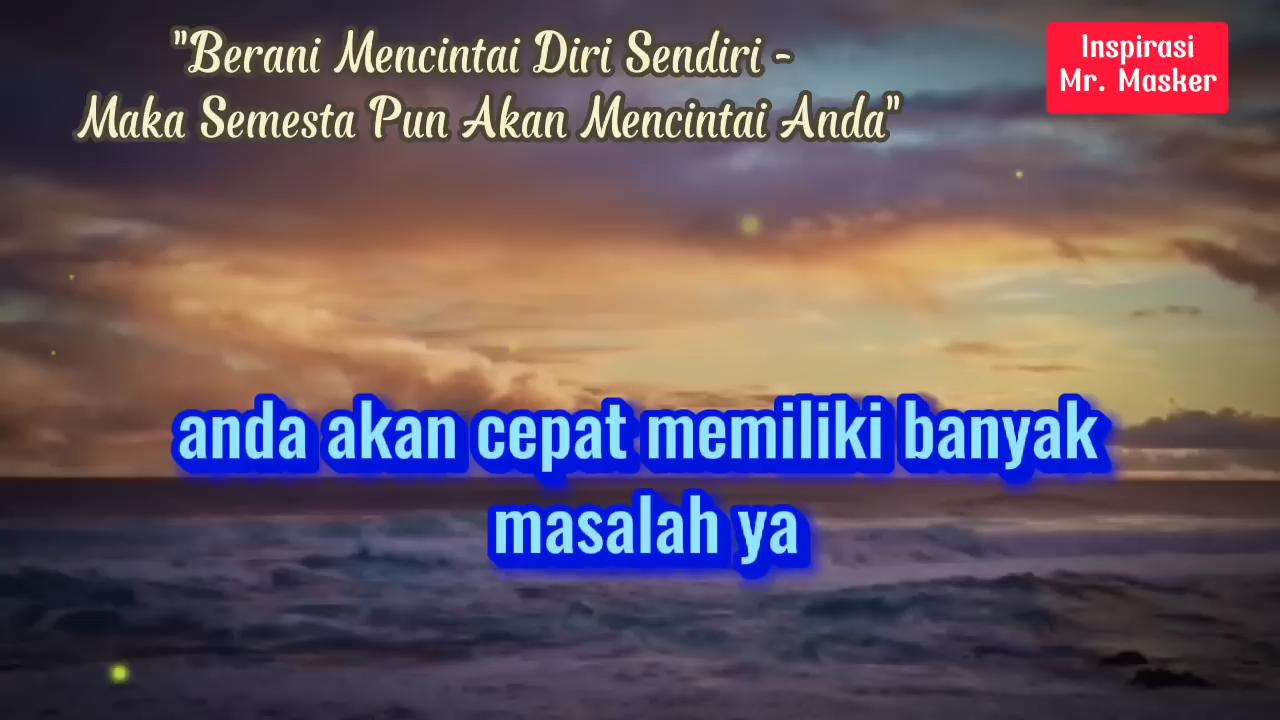 "Berani Mencintai Diri Sendiri -
Maka Semesta Pun Akan Mencintai Anda"
Inspirasi
Mr. Masker
anda akan cepat memiliki banyak
masalah ya